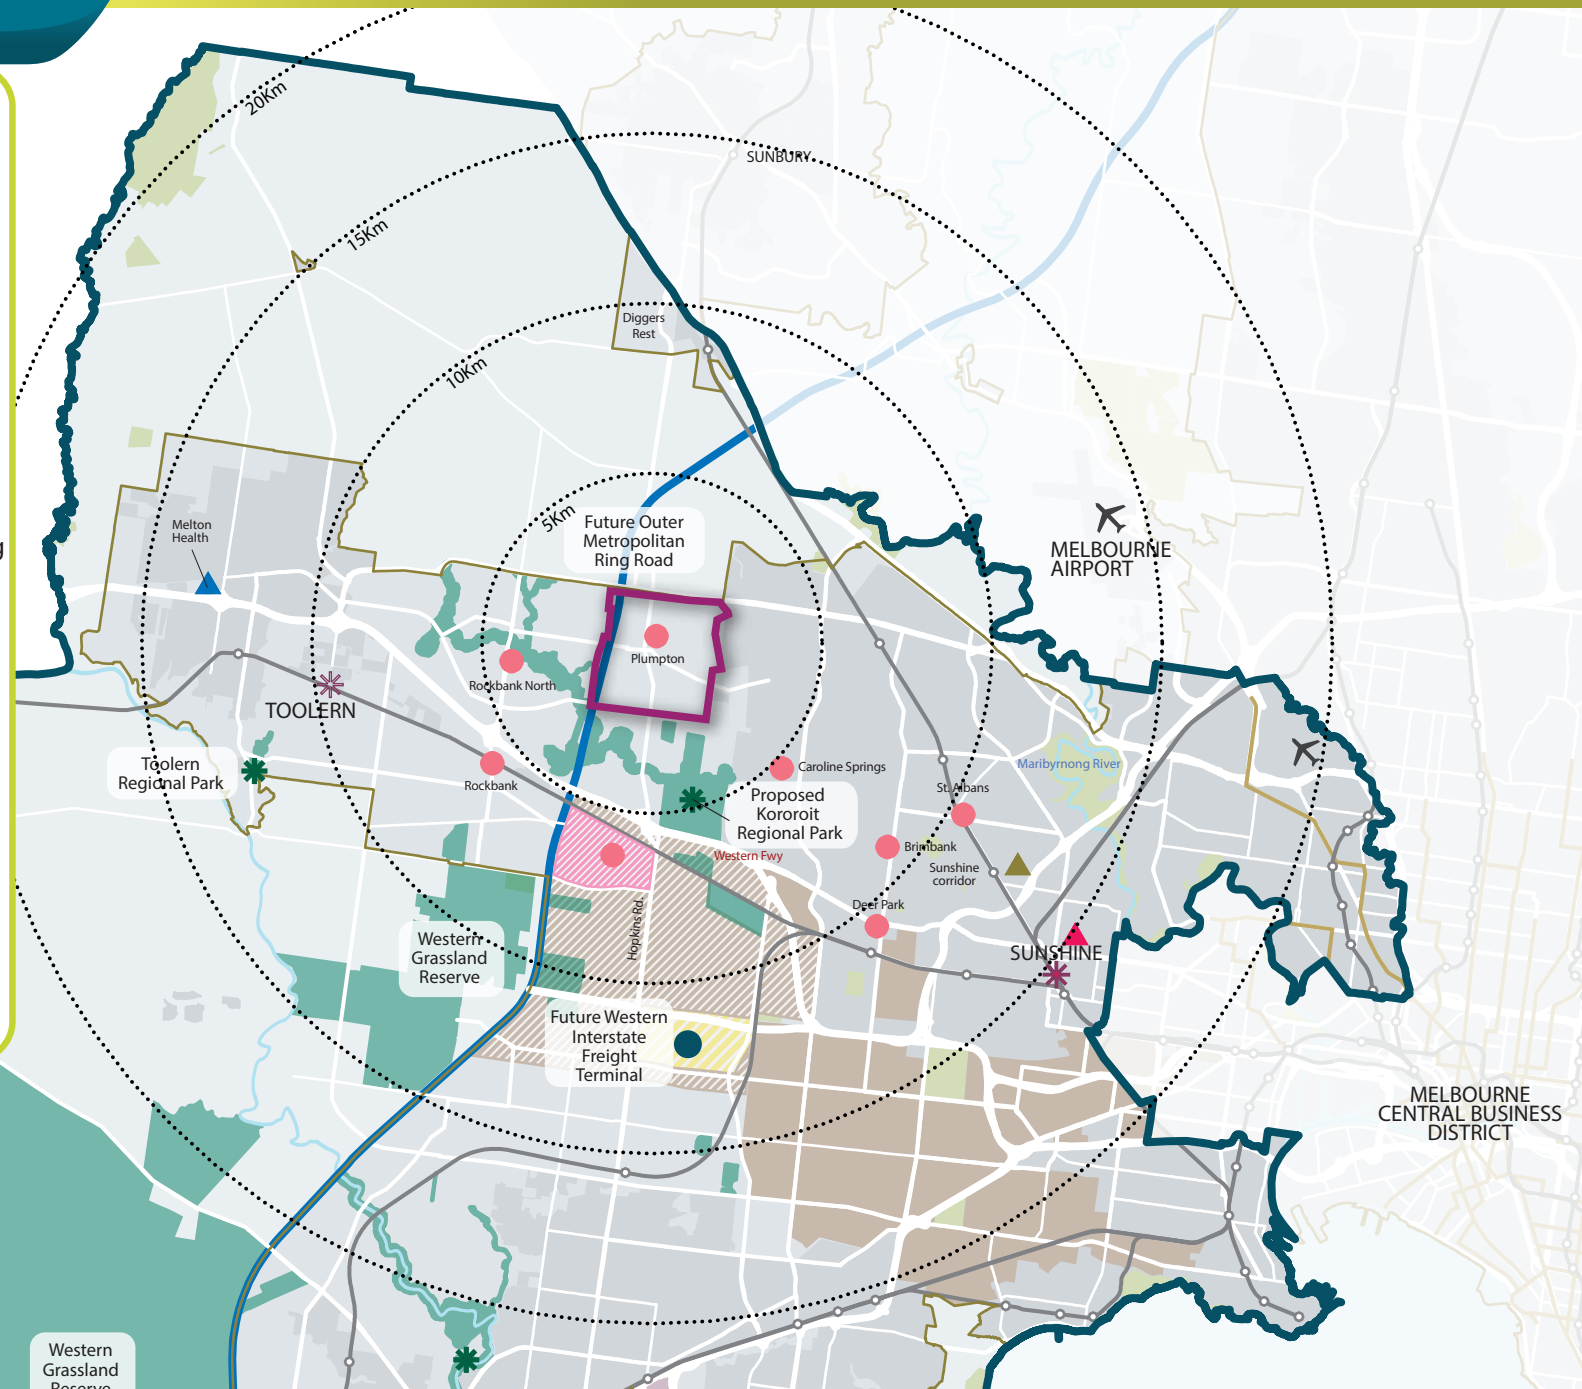 20Km
SUNBURY
15Km
Diggers
Rest
10Km
5Km
Future Outer
Metropolitan
Ring Road
Melton
Health
MELBOURNE
AIRPORT
Plumpton
Rockbank North
TOOLERN
Toolern
Regional Park
Rockbank
Caroline Springs
Maribyrnong River
St. Albans
Proposed
Kororoit
Regional Park
Western Fwy
Brimbank
Sunshine
corridor
Deer Park
Hopkins Rd.
Western
Grassland
Reserve
SUNSHINE
Future Western
Interstate
Freight
Terminal
MELBOURNE
CENTRAL BUSINESS
DISTRICT
Western
Grassland
Reserve